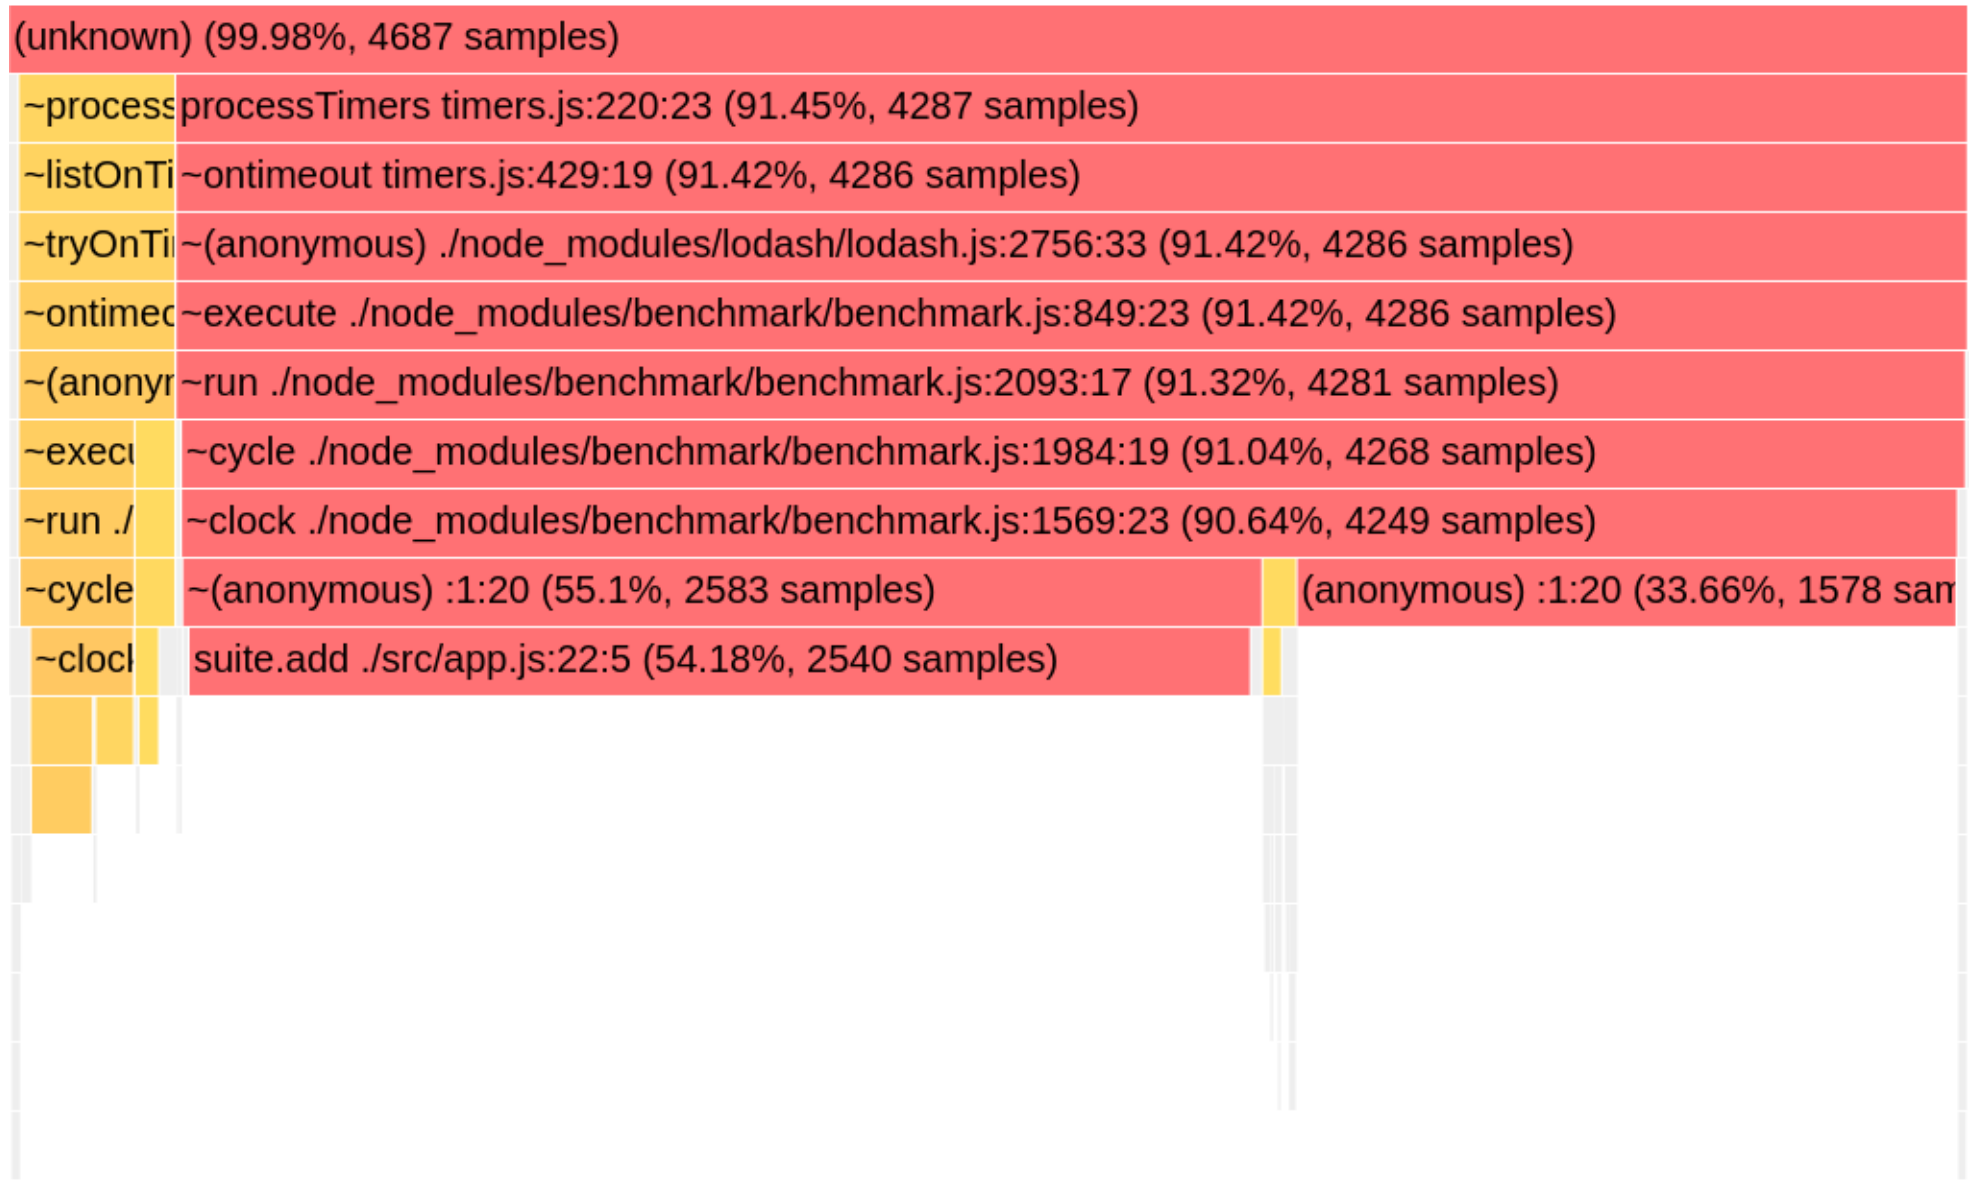 (unknown) (99.98%, 4687 samples)
~process processTimers timers.js:220:23 (91.45%, 4287 samples)
~listOnTi ~ontimeout timers.js:429:19 (91.42%, 4286 samples)
~tryOnTi ~(anonymous) ./node_modules/lodash/lodash.js:2756:33 (91.42%, 4286 samples)
~ontimeo ~execute ./node_modules/benchmark/benchmark.js:849:23 (91.42%, 4286 samples)
~(anonyr ~run ./node_modules/benchmark/benchmark.js:2093:17 (91.32%, 4281 samples)
~execu ~cycle ./node_modules/benchmark/benchmark.js:1984:19 (91.04%, 4268 samples)
~run ./ ~clock ./node_modules/benchmark/benchmark.js:1569:23 (90.64%, 4249 samples)
~cycle ~(anonymous) :1:20 (55.1%, 2583 samples) (anonymous) :1:20 (33.66%, 1578 sam
~clock suite.add ./src/app.js:22:5 (54.18%, 2540 samples)